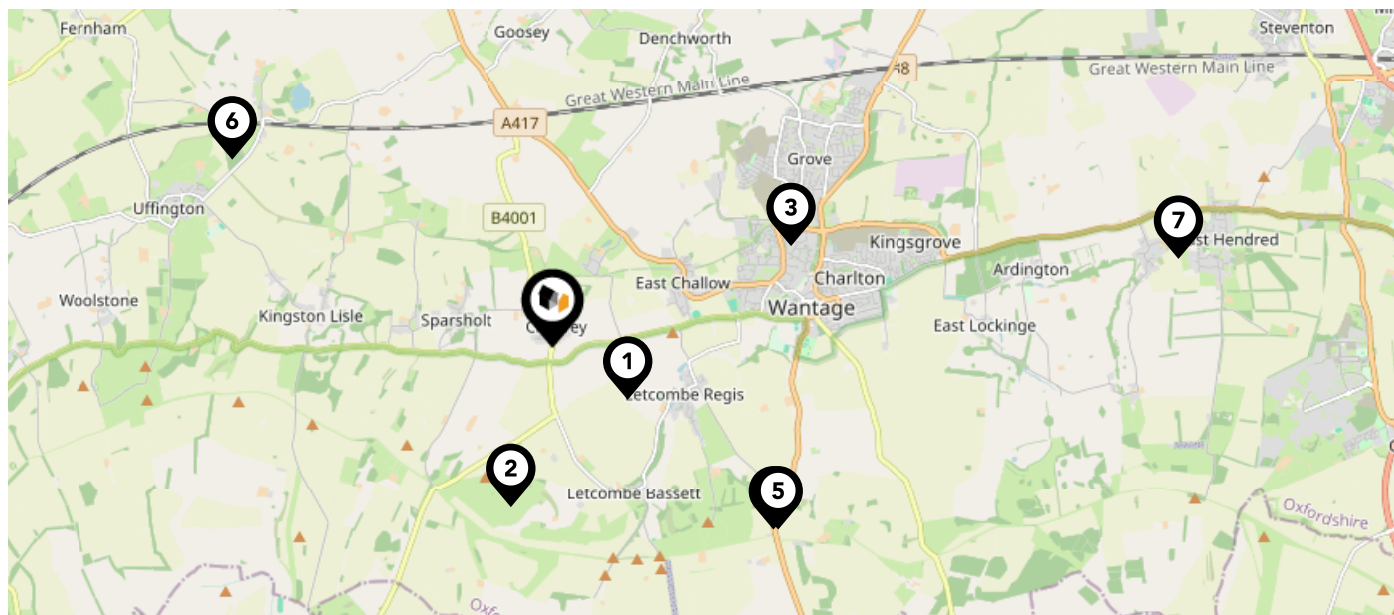 Fernham
Goosey
Denchworth
Steventon
Great Western Main Line
Great Western Main Line
A417
6
Grove
B4001
Uffington
3
7
Kingsgrove
Hendred
East Challow
Charlton
Ardington
Woolstone
Kingston Lisle
Sparsholt
Wantage
East Lockinge
1
Letcombe Regis
2
Letcombe Bassett
5
Oxfordshire